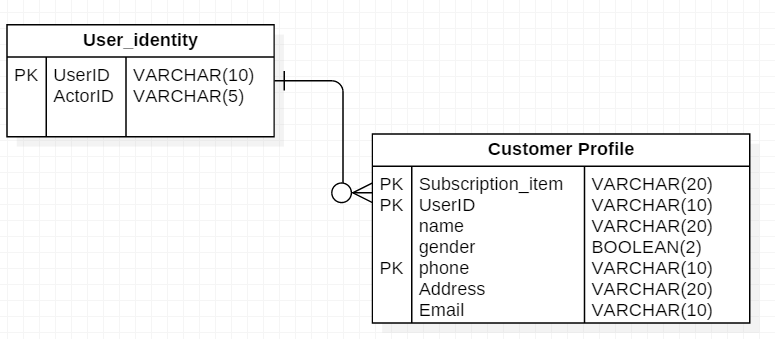 User_identity
PK UserID VARCHAR(10)
ActorID VARCHAR(5)
Customer Profile
PK Subscription_item VARCHAR(20)
PK UserID VARCHAR(10)
name VARCHAR(20)
gender BOOLEAN(2)
PK phone VARCHAR(10)
Address VARCHAR(20)
Email VARCHAR(10)